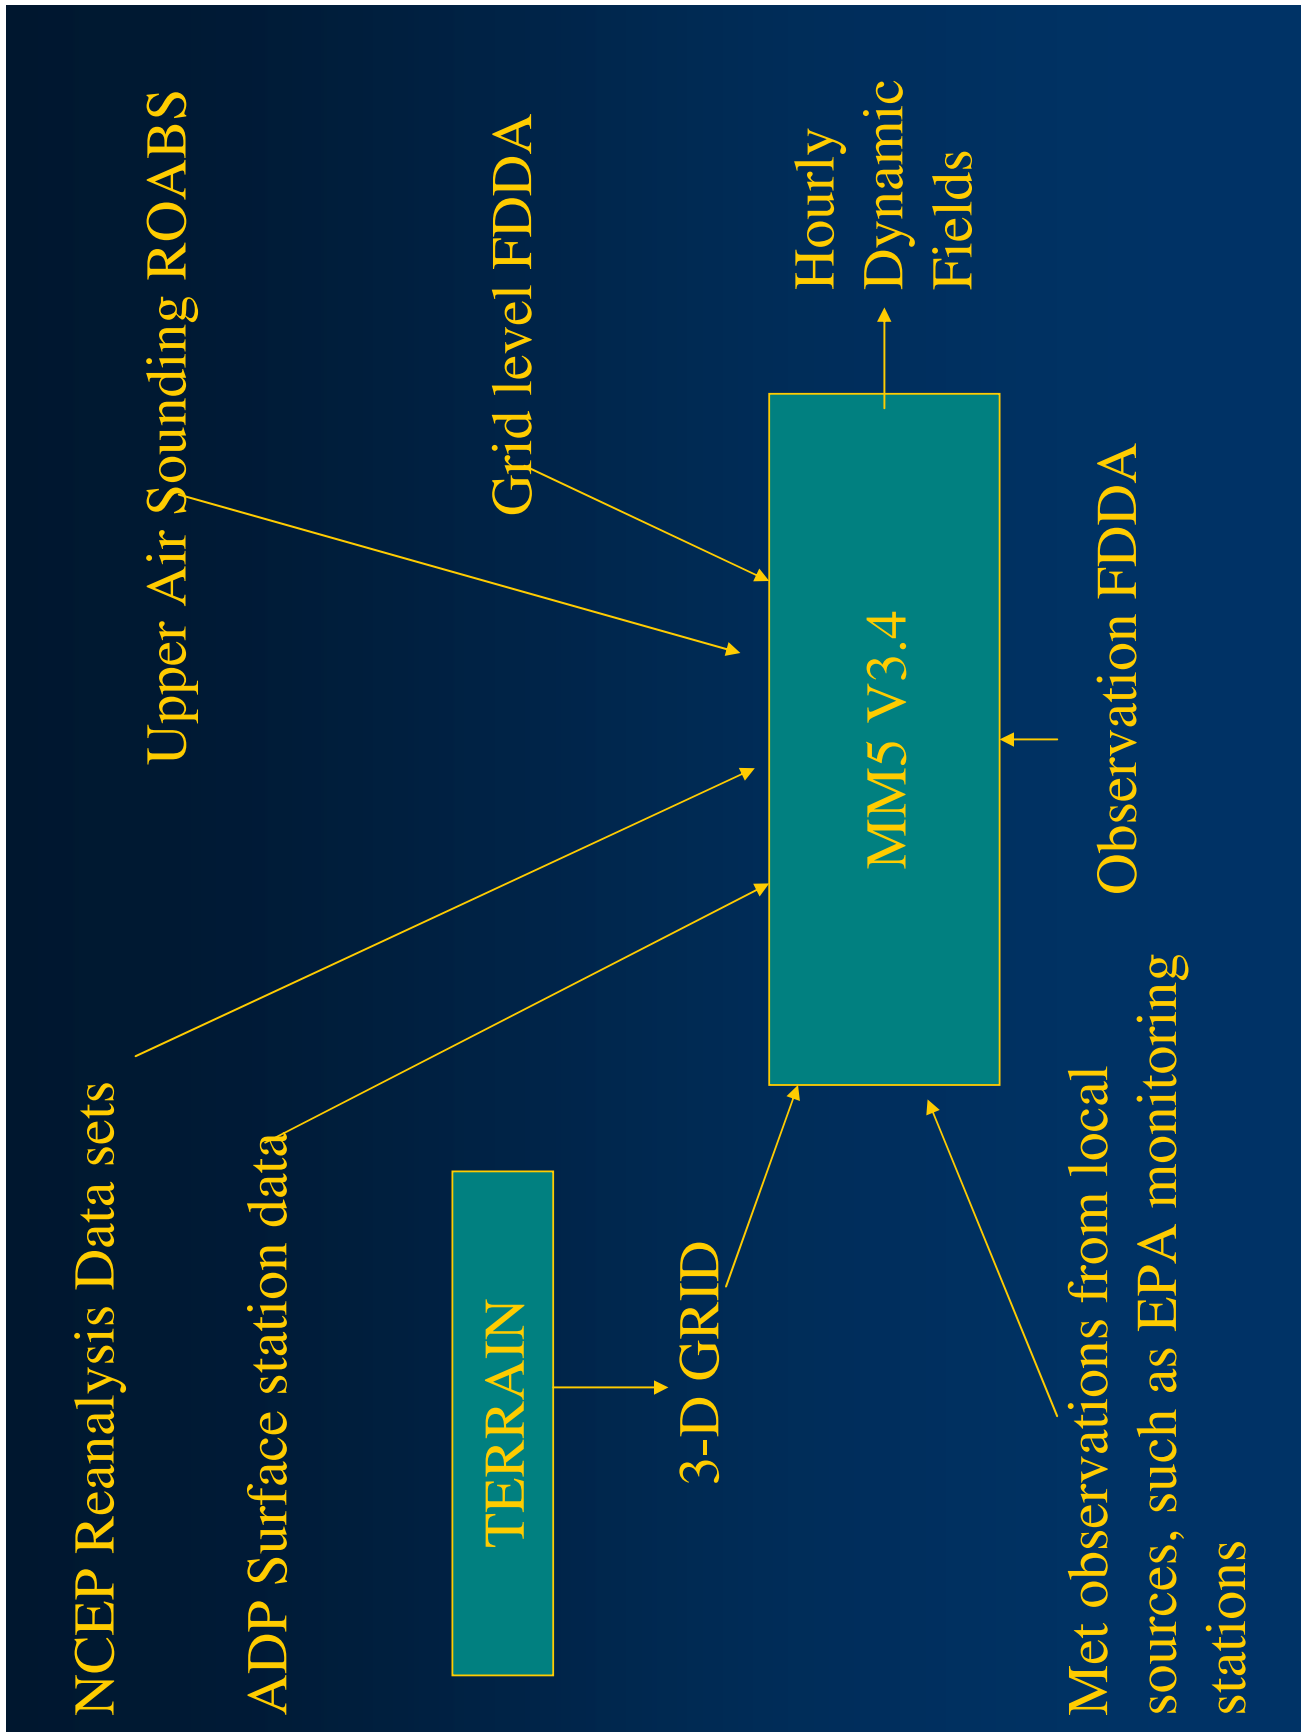 NCEP Reanalysis Data sets
Upper Air Sounding ROABS
ADP Surface station data
TERRAIN
Grid level FDDA
3-D GRID
MM5 V3.4
Hourly
Dynamic
Fields
Met observations from local
sources, such as EPA monitoring
stations
Observation FDDA